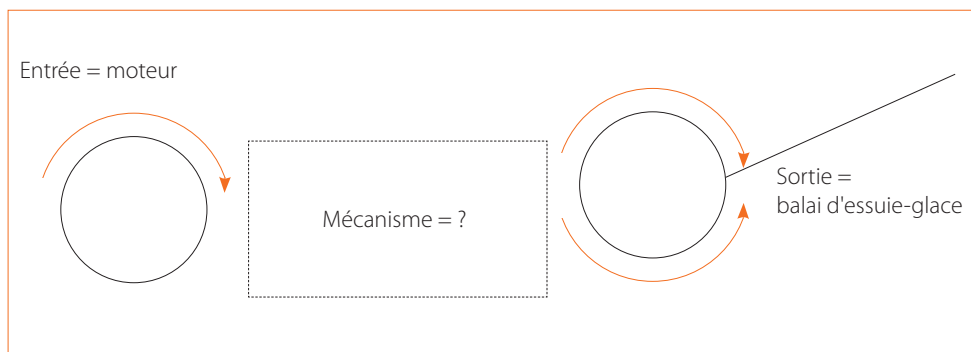 Entrée = moteur
Mécanisme = ?
Sortie =
balai d'essuie-glace